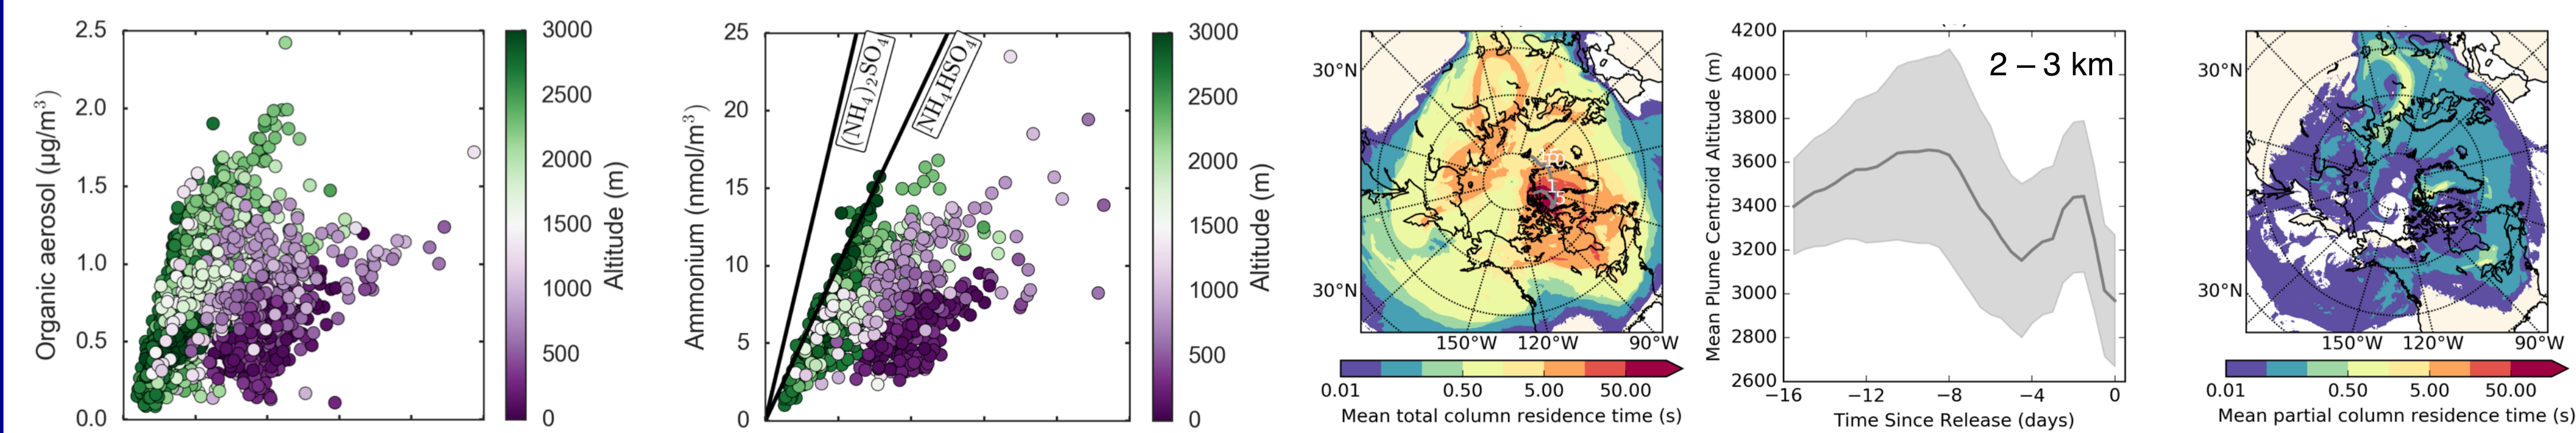 Organic aerosol (µg/m³)
2.5
2.0
1.5
1.0
0.5
0.0
3000
2500
2000
1500
1000
500
0
Altitude (m)
Ammonium (nmol/m³)
25
20
15
10
5
0
(NH₄)₂SO₄
NH₄HSO₄
3000
2500
2000
1500
1000
500
0
Altitude (m)
30°N
30°N
150°W 120°W 90°W
0.01 0.50 5.00 50.00
Mean total column residence time (s)
Mean Plume Centroid Altitude (m)
4200
4000
3800
3600
3400
3200
3000
2800
2600
2 – 3 km
−16 −12 −8 −4 0
Time Since Release (days)
30°N
30°N
150°W 120°W 90°W
0.01 0.50 5.00 50.00
Mean partial column residence time (s)